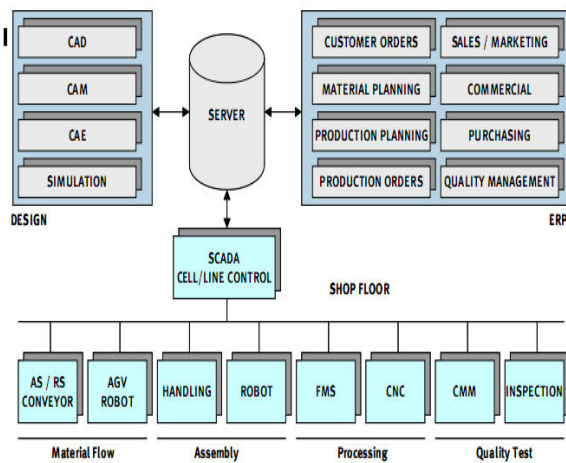 CAD
CAM
CAE
SIMULATION
DESIGN
SERVER
CUSTOMER ORDERS
SALES / MARKETING
MATERIAL PLANNING
COMMERCIAL
PRODUCTION PLANNING
PURCHASING
PRODUCTION ORDERS
QUALITY MANAGEMENT
ERP
SCADA
CELL/LINE CONTROL
SHOP FLOOR
AS / RS
CONVEYOR
AGV
ROBOT
HANDLING
ROBOT
FMS
CNC
CMM
INSPECTION
Material Flow
Assembly
Processing
Quality Test